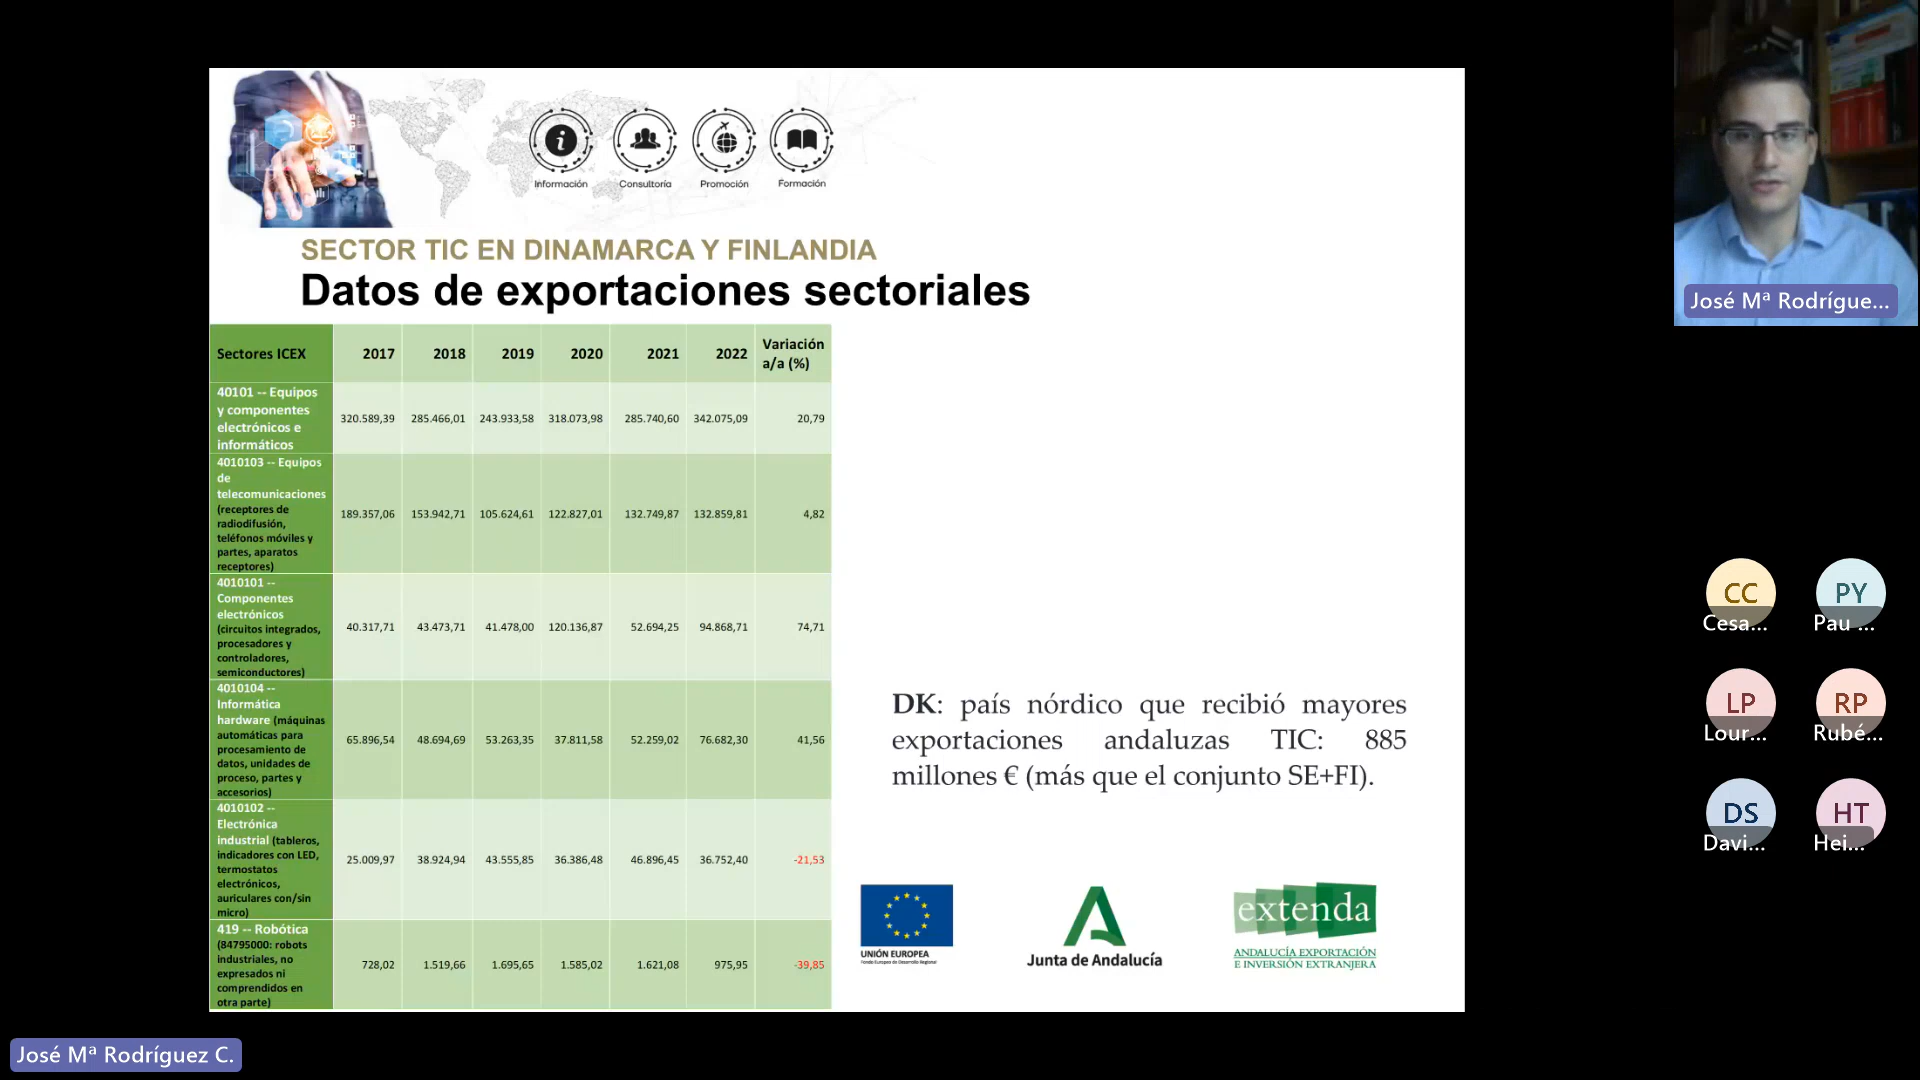 Información
Consultoría
Promoción
Formación
SECTOR TIC EN DINAMARCA Y FINLANDIA
Datos de exportaciones sectoriales
Sectores ICEX 2017 2018 2019 2020 2021 2022 Variación
a/a (%)
40101 -- Equipos
y componentes
electrónicos e
informáticos
320.589,39 285.466,01 243.933,58 318.073,98 285.740,60 342.075,09 20,79
4010103 -- Equipos
de
telecomunicaciones
(receptores de
radiodifusión,
teléfonos móviles y
partes, aparatos
receptores)
189.357,06 153.942,71 105.624,61 122.827,01 132.749,87 132.859,81 4,82
4010101 --
Componentes
electrónicos
(circuitos integrados,
procesadores y
controladores,
semiconductores)
40.317,71 43.473,71 41.478,00 120.136,87 52.694,25 94.868,71 74,71
4010104 --
Informática
hardware (máquinas
automáticas para
procesamiento de
datos, unidades de
proceso, partes y
accesorios)
65.896,54 48.694,69 53.263,35 37.811,58 52.259,02 76.682,30 41,56
4010102 --
Electrónica
industrial (tableros,
indicadores con LED,
termostatos
electrónicos,
auriculares con/sin
micro)
25.009,97 38.924,94 43.555,85 36.386,48 46.896,45 36.752,40 -21,53
419 -- Robótica
(84795000: robots
industriales, no
expresados ni
comprendidos en
otra parte)
728,02 1.519,66 1.695,65 1.585,02 1.621,08 975,95 -39,85
DK: país nórdico que recibió mayores
exportaciones andaluzas TIC: 885
millones € (más que el conjunto SE+FI).
UNIÓN EUROPEA
Fondo Europeo de Desarrollo Regional
Junta de Andalucía
extenda
ANDALUCÍA EXPORTACIÓN
E INVERSIÓN EXTRANJERA
José Mª Rodrígue...
CC
Cesa...
PY
Pau ...
LP
Lour...
RP
Rubé...
DS
Davi...
HT
Hei...
José Mª Rodríguez C.